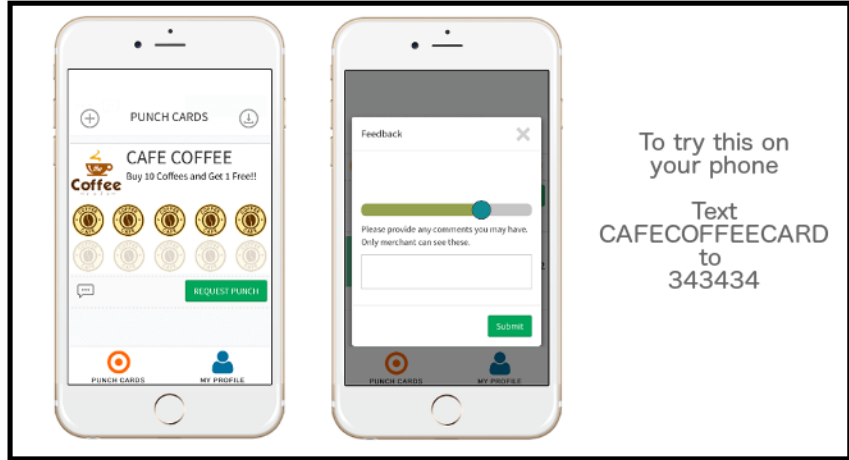 PUNCH CARDS
CAFE COFFEE
Buy 10 Coffees and Get 1 Free!!
Coffee
REQUEST PUNCH
PUNCH CARDS
MY PROFILE
Feedback
Please provide any comments you may have.
Only merchant can see these.
Submit
PUNCH CARDS
MY PROFILE
To try this on
your phone
Text
CAFECOFFEECARD
to
343434